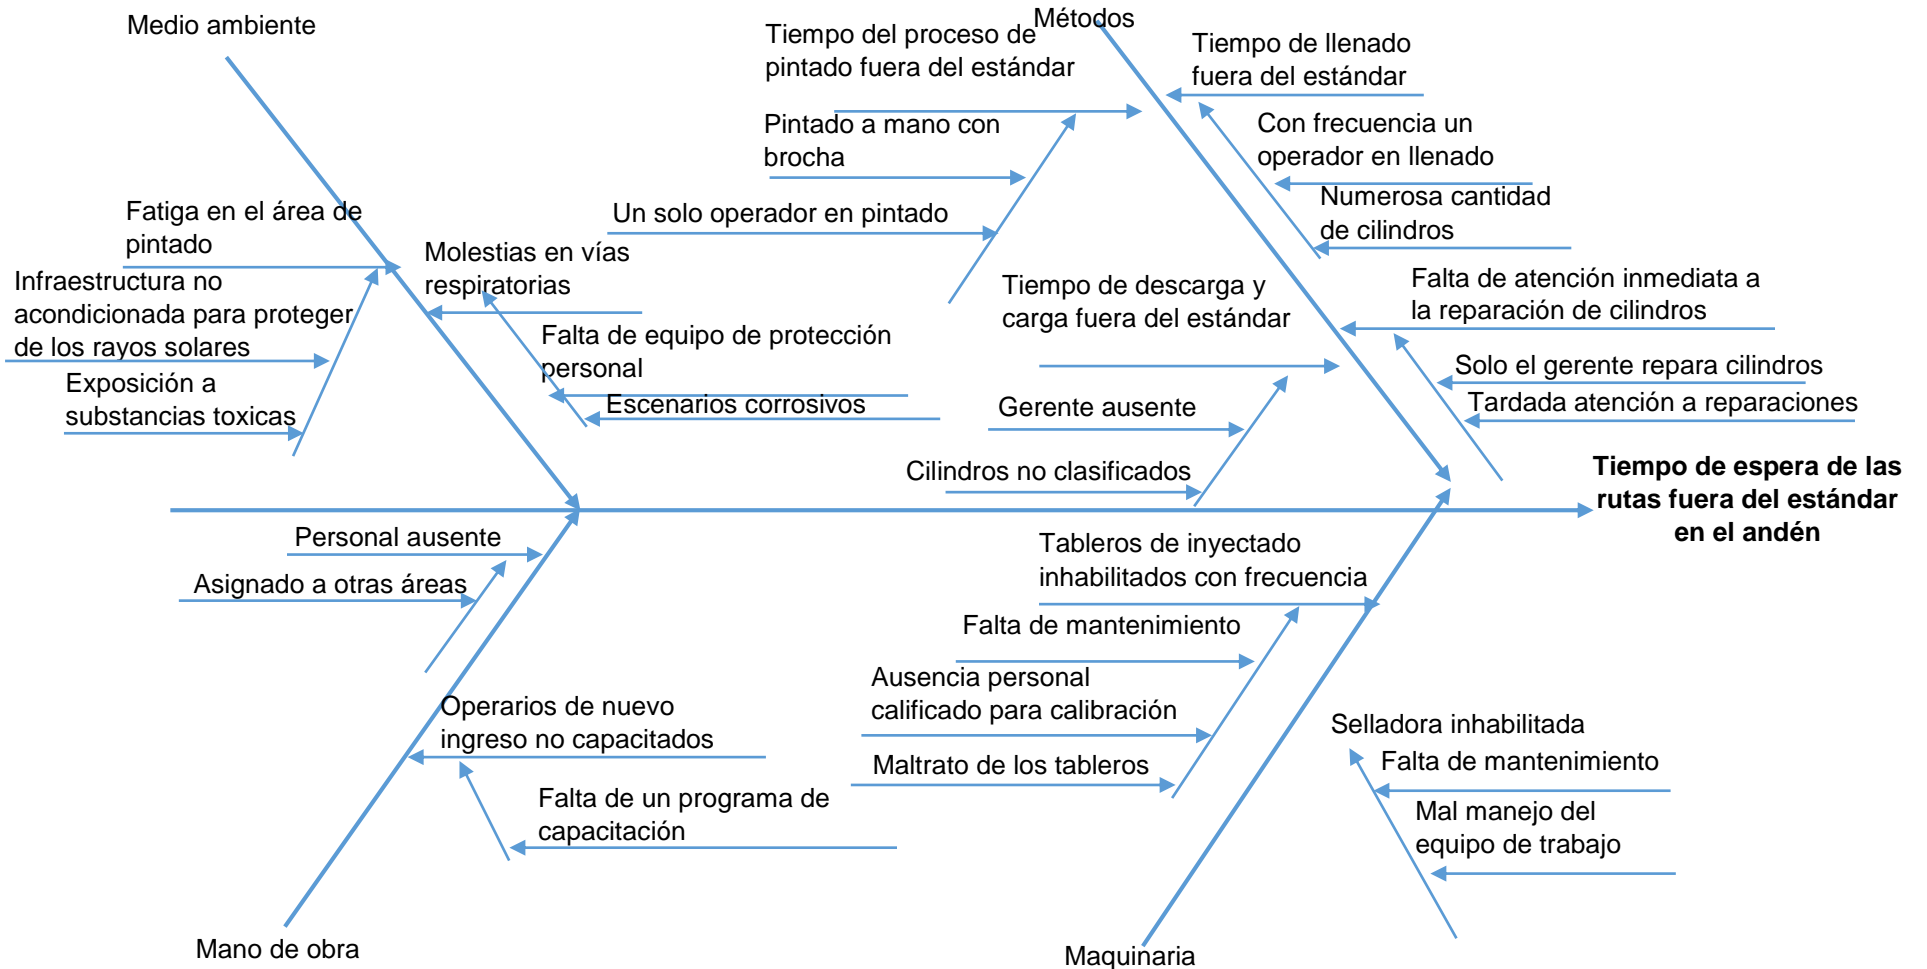 Medio ambiente
Métodos
Tiempo del proceso de
pintado fuera del estándar
Tiempo de llenado
fuera del estándar
Pintado a mano con
brocha
Con frecuencia un
operador en llenado
Un solo operador en pintado
Numerosa cantidad
de cilindros
Fatiga en el área de
pintado
Molestias en vías
respiratorias
Infraestructura no
acondicionada para proteger
de los rayos solares
Falta de equipo de protección
personal
Exposición a
substancias toxicas
Escenarios corrosivos
Tiempo de descarga y
carga fuera del estándar
Falta de atención inmediata a
la reparación de cilindros
Solo el gerente repara cilindros
Gerente ausente
Tardada atención a reparaciones
Cilindros no clasificados
Tiempo de espera de las
rutas fuera del estándar
en el andén
Personal ausente
Asignado a otras áreas
Tableros de inyectado
inhabilitados con frecuencia
Falta de mantenimiento
Ausencia personal
calificado para calibración
Maltrato de los tableros
Operarios de nuevo
ingreso no capacitados
Falta de un programa de
capacitación
Selladora inhabilitada
Falta de mantenimiento
Mal manejo del
equipo de trabajo
Mano de obra
Maquinaria